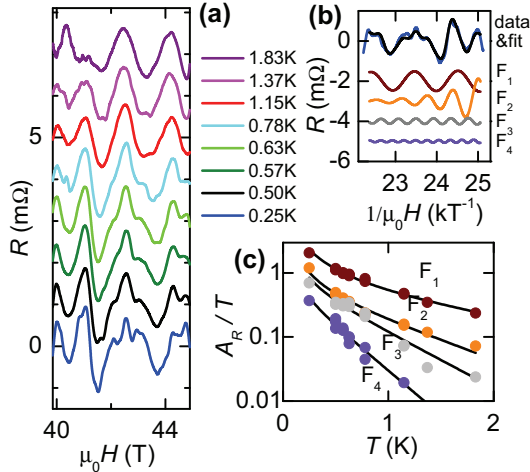 (a)
1.83K
1.37K
1.15K
0.78K
0.63K
0.57K
0.50K
0.25K
R (mΩ)
5
0
40
44
μ₀H (T)
(b)
data
&fit
F₁
F₂
F₃
F₄
R (mΩ)
0
-2
-4
-6
23
24
25
1/μ₀H (kT⁻¹)
(c)
F₁
F₂
F₃
F₄
A_R / T
1
0.1
0.01
0
1
2
T (K)